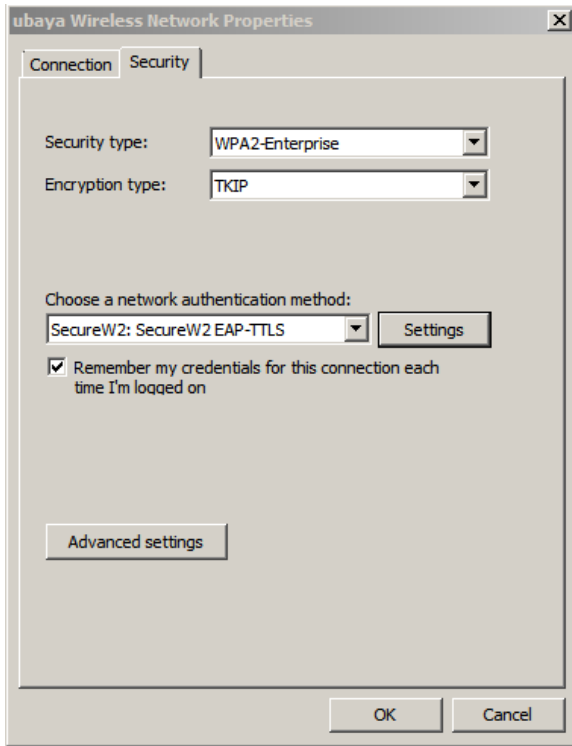 ubaya Wireless Network Properties
Connection
Security
Security type:
WPA2-Enterprise
Encryption type:
TKIP
Choose a network authentication method:
SecureW2: SecureW2 EAP-TTLS
Settings
Remember my credentials for this connection each
time I'm logged on
Advanced settings
OK
Cancel